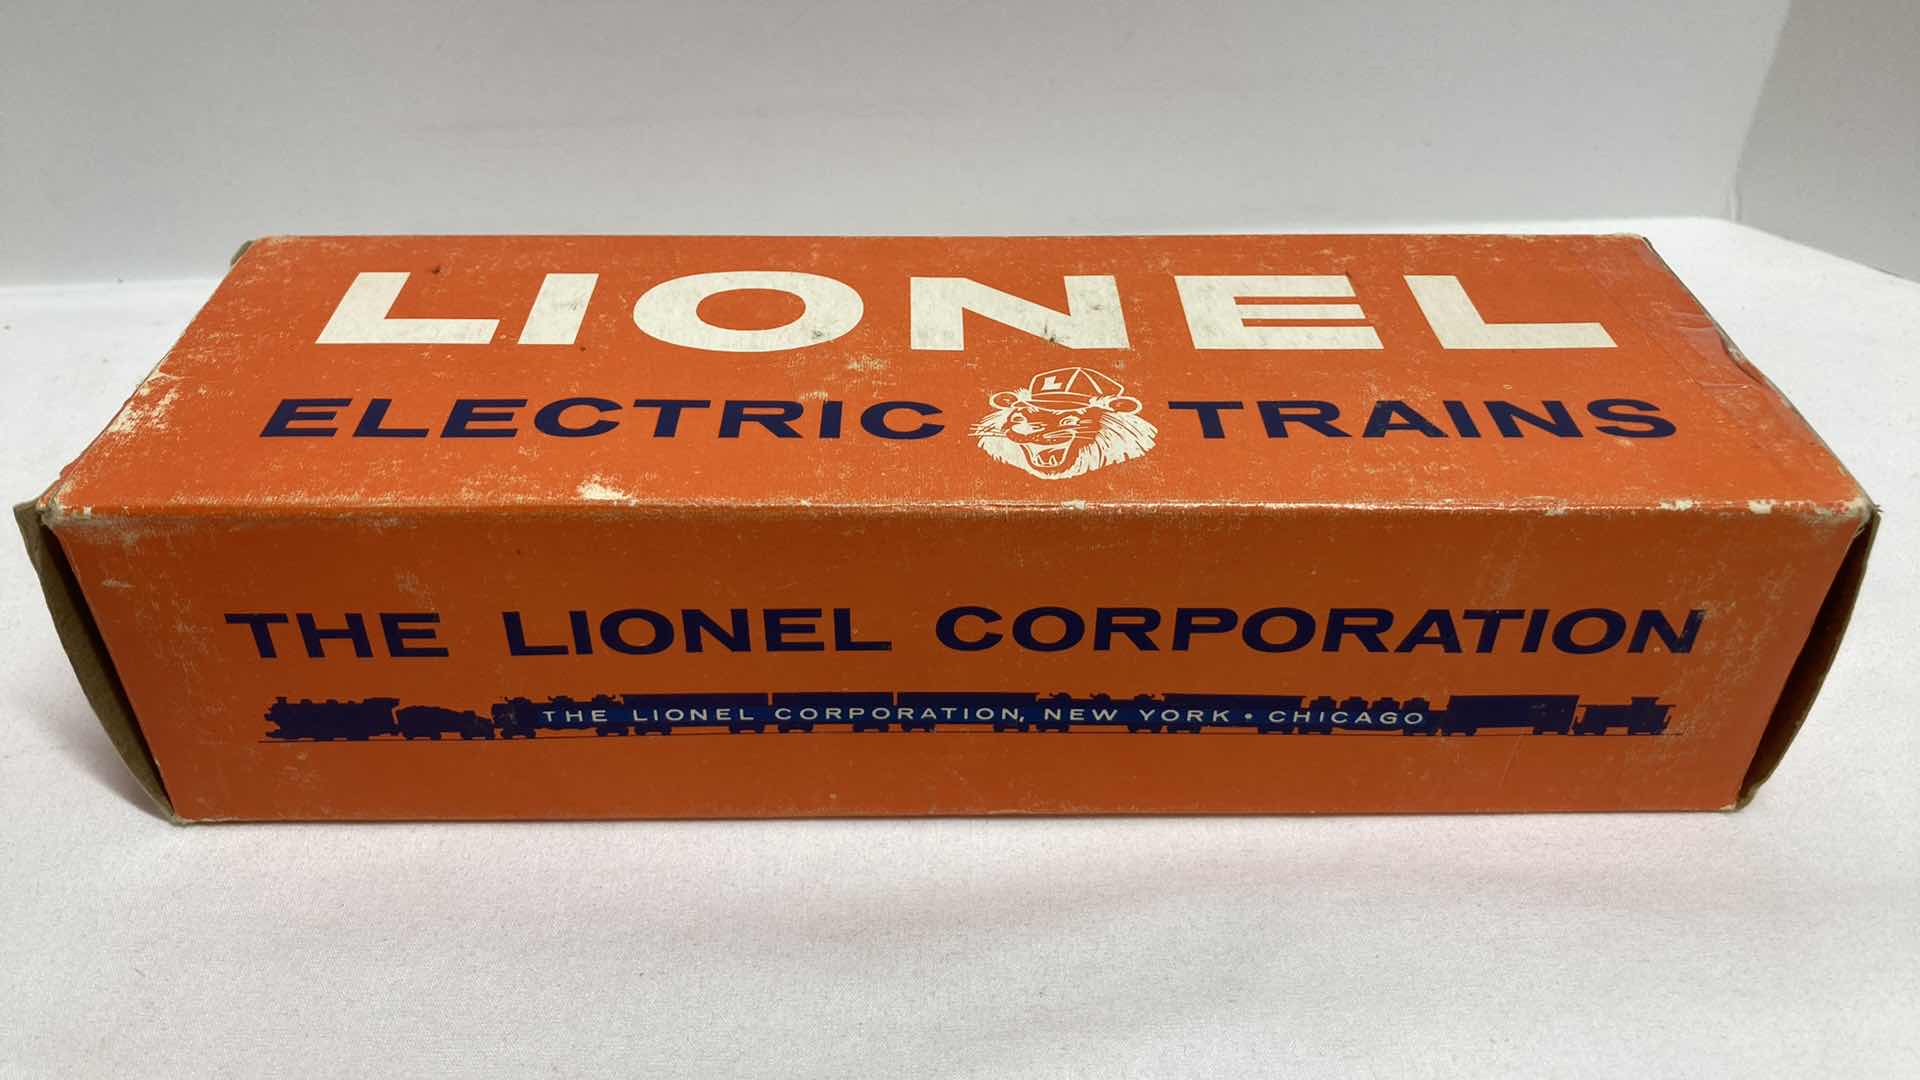 LIONEL
ELECTRIC L TRAINS
THE LIONEL CORPORATION
THE LIONEL CORPORATION, NEW YORK • CHICAGO